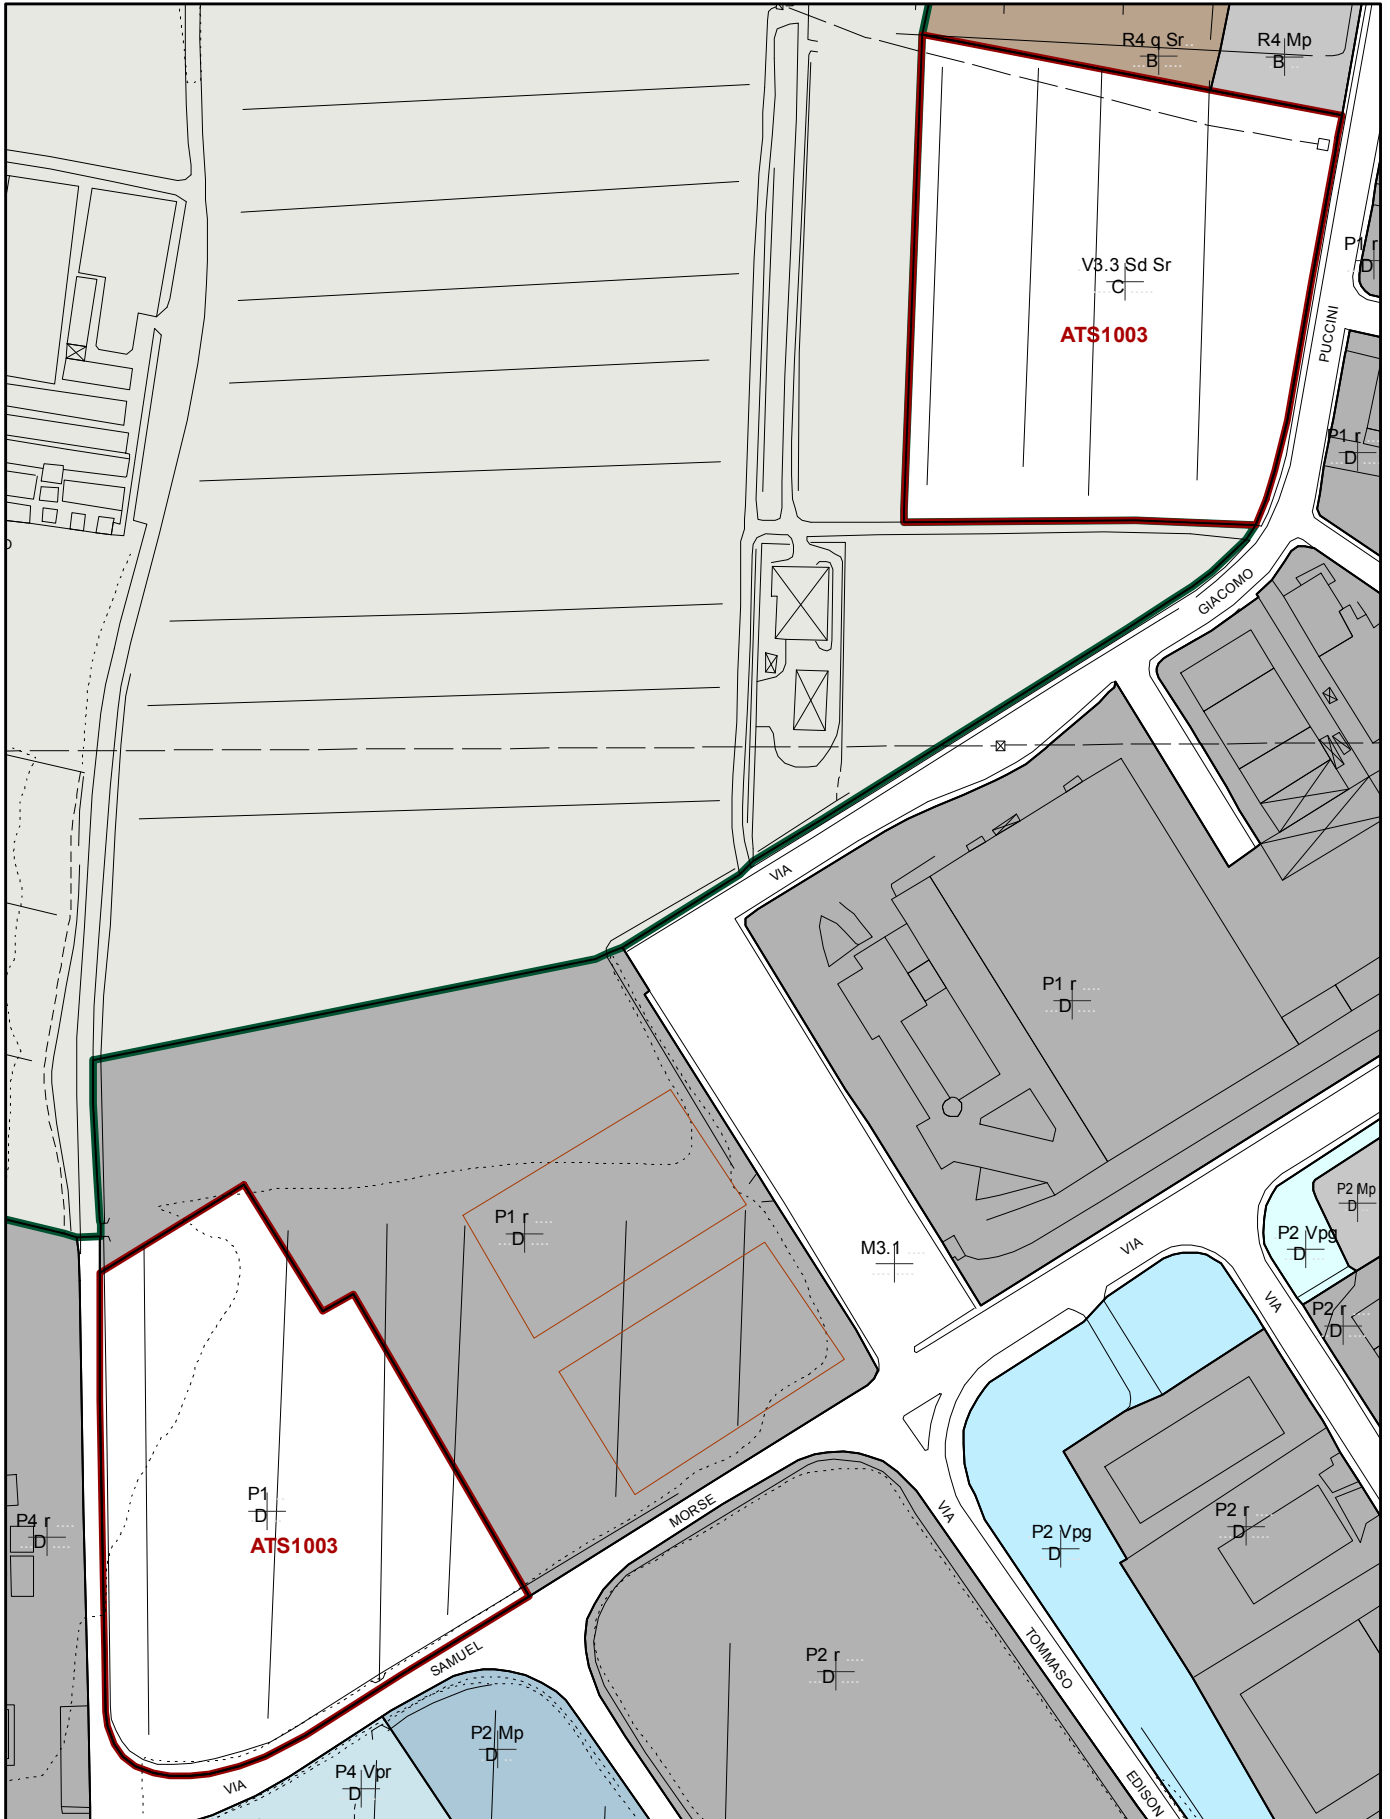 R4 q Sr
B
R4 Mp
B
V3.3 Sd Sr
C
ATS1003
P1 r
D
PUCCINI
P1 r
D
GIACOMO
VIA
P1 r
D
P1 r
D
M3.1
VIA
P2 Mp
D
P2 Vpg
D
VIA
P2 r
D
P1
D
ATS1003
P4 r
D
MORSE
VIA
P2 Vpg
D
P2 r
D
SAMUEL
TOMMASO
P2 r
D
P2 Mp
D
P4 Vpr
D
VIA
EDISON